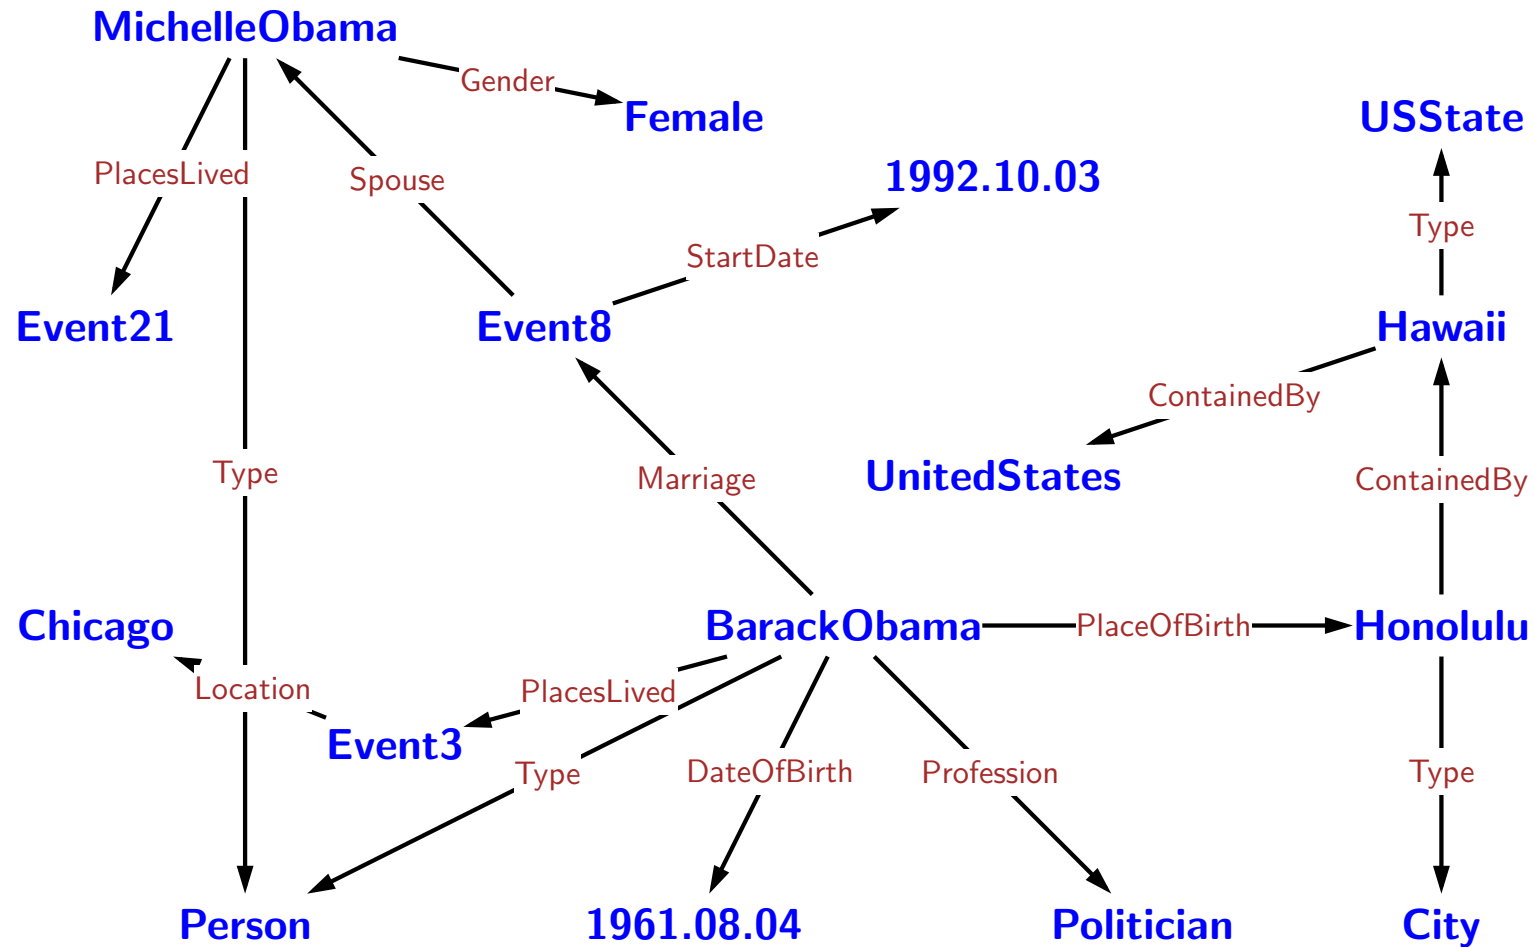 MichelleObama
Gender
Female
USState
PlacesLived
Spouse
1992.10.03
Type
StartDate
Event21
Event8
Hawaii
ContainedBy
Type
Marriage
UnitedStates
ContainedBy
Chicago
BarackObama
PlaceOfBirth
Honolulu
Location
PlacesLived
Event3
Type
DateOfBirth
Profession
Type
Person
1961.08.04
Politician
City